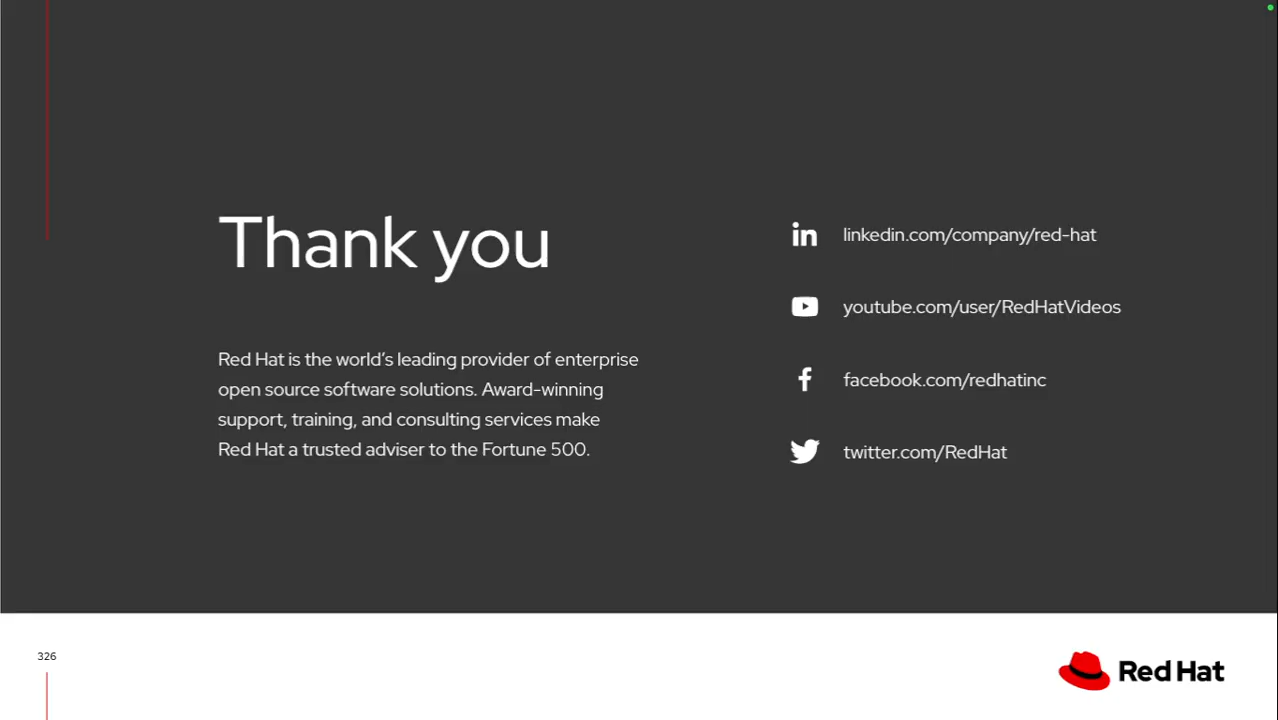 Thank you
Red Hat is the world’s leading provider of enterprise
open source software solutions. Award-winning
support, training, and consulting services make
Red Hat a trusted adviser to the Fortune 500.
linkedin.com/company/red-hat
youtube.com/user/RedHatVideos
facebook.com/redhatinc
twitter.com/RedHat
326
Red Hat